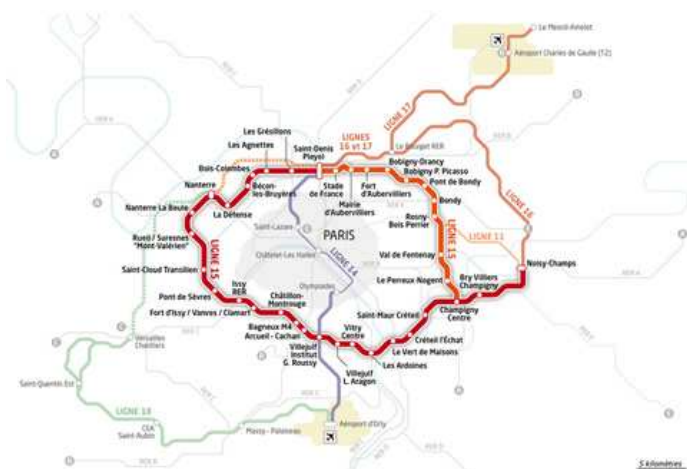 Le Mesnil-Amelot
Aéroport Charles de Gaulle (T2)
LIGNE 17
Les Grésillons
Les Agnettes
Saint-Denis
Pleyel
LIGNES
16 et 17
Le Bourget RER
Bois-Colombes
Bobigny-Drancy
Bobigny P. Picasso
Pont de Bondy
Nanterre
Bécon-
les-Bruyères
Stade
de France
Fort
d'Aubervilliers
Mairie
d'Aubervilliers
Bondy
LIGNE 16
Nanterre La Boule
La Défense
Saint-Lazare
PARIS
Rosny-
Bois Perrier
LIGNE 15
LIGNE 11
Rueil / Suresnes
"Mont-Valérien"
LIGNE 15
Châtelet-Les Halles
LIGNE 14
Val de Fontenay
Noisy-Champs
Saint-Cloud Transilien
Olympiades
Le Perreux Nogent
Bry Villiers
Champigny
Pont de Sèvres
Issy
RER
Châtillon-
Montrouge
Saint-Maur Créteil
Champigny
Centre
Fort d'Issy / Vanves / Clamart
Bagneux M4
Arcueil - Cachan
Vitry
Centre
Créteil l'Échat
Le Vert de Maisons
Les Ardoines
Versailles
Chantiers
Villejuif
Institut
G. Roussy
Villejuif
L. Aragon
Saint-Quentin Est
LIGNE 18
CEA
Saint-Aubin
Massy - Palaiseau
Aéroport d'Orly
5 kilomètres